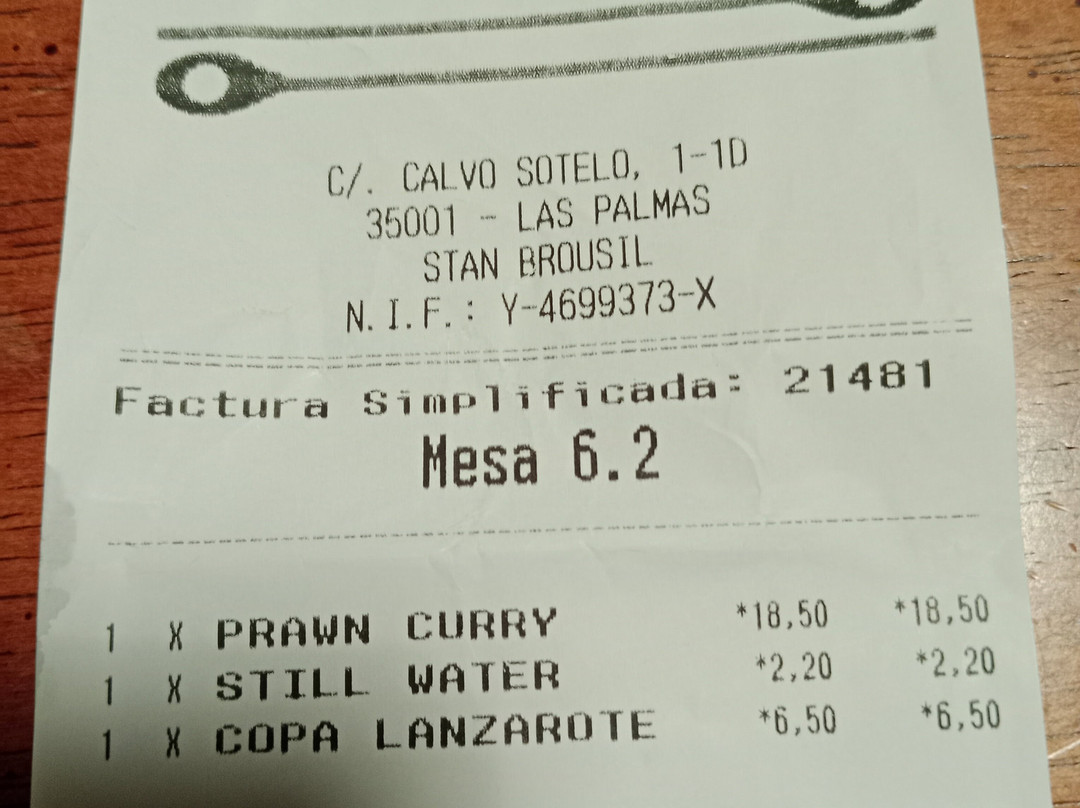 C/. CALVO SOTELO, 1-1D
35001 - LAS PALMAS
STAN BROUSIL
N.I.F.: Y-4699373-X
Factura Simplificada: 21481
Mesa 6.2
1 X PRAWN CURRY *18,50 *18,50
1 X STILL WATER *2,20 *2,20
1 X COPA LANZAROTE *6,50 *6,50